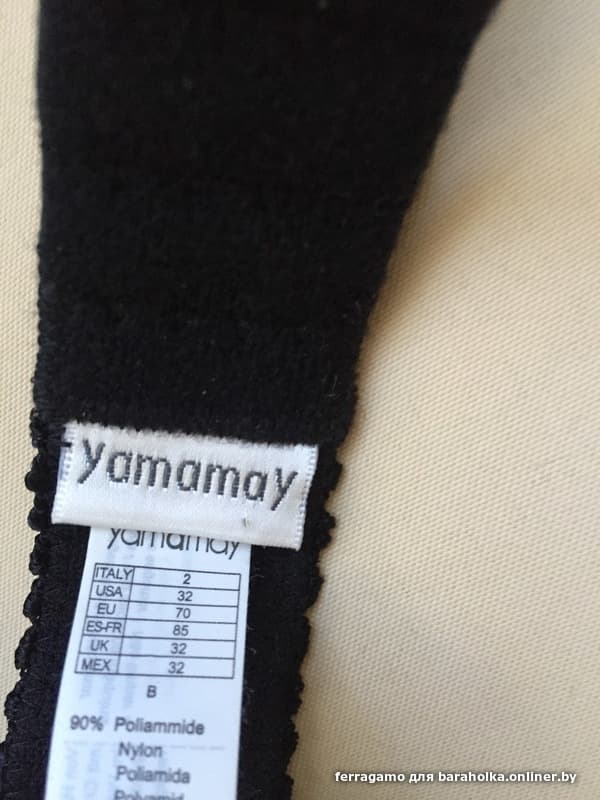 yamamay
yamamay
ITALY 2
USA 32
EU 70
ES-FR 85
UK 32
MEX 32
B
90% Poliammide
Nylon
Poliamida
Polyamid
ferragamo для baraholka.onliner.by